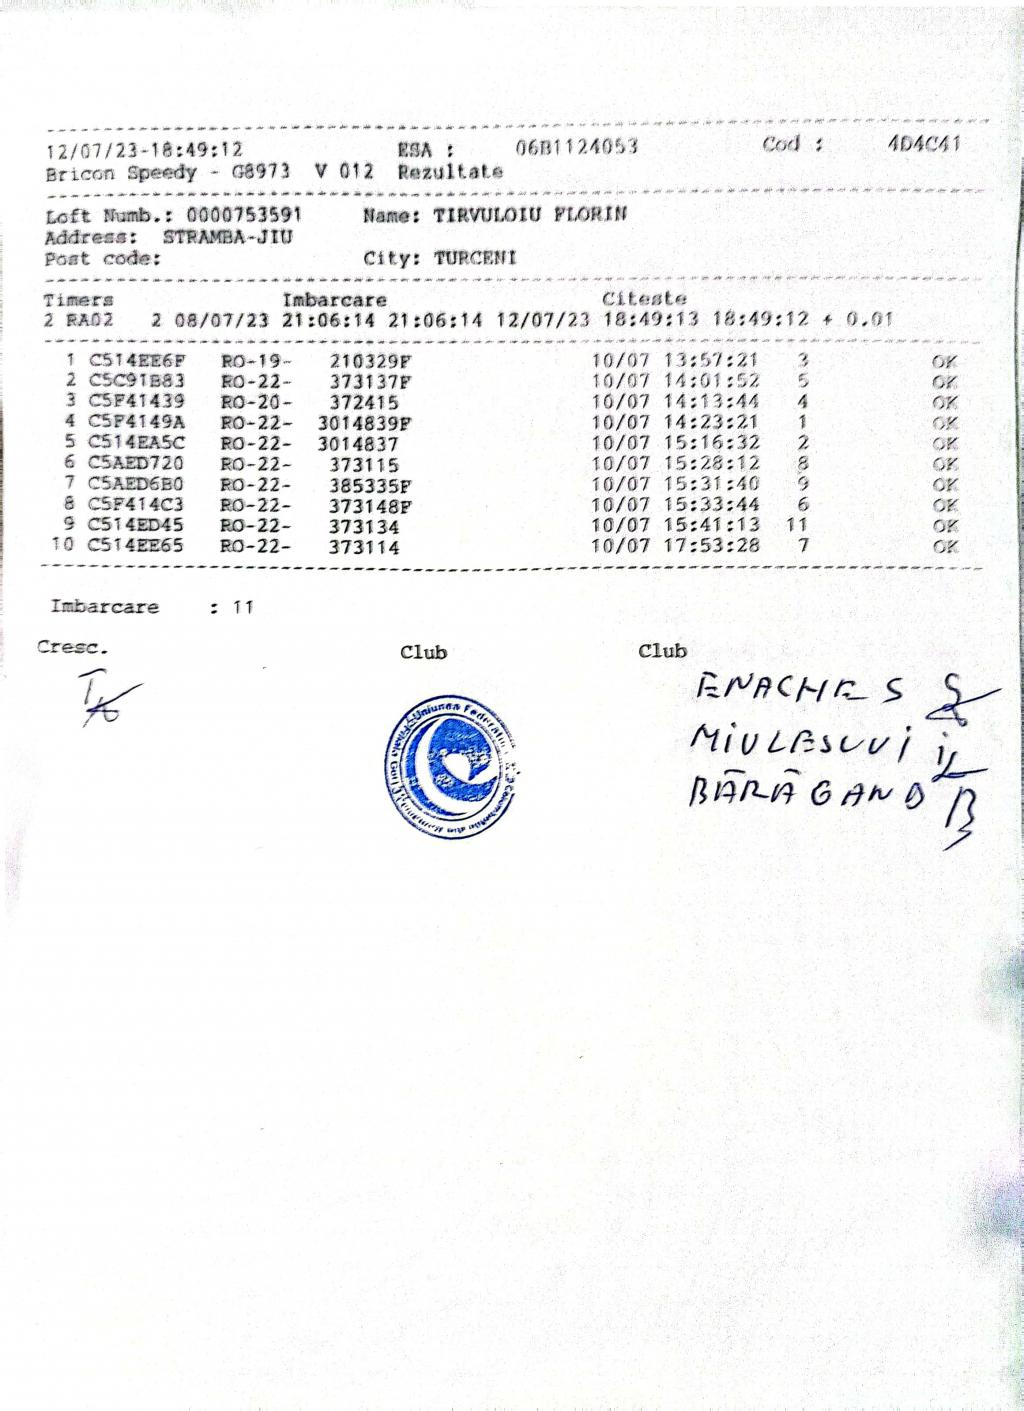 12/07/23-18:49:12 ESA : 06B1124053 Cod : 4D4C41
Bricon Speedy - G8973 V 012 Rezultate
Loft Numb.: 0000753591 Name: TIRVULOIU FLORIN
Address: STRAMBA-JIU
Post code: City: TURCENI
Timers Imbarcare Citeste
2 RA02 2 08/07/23 21:06:14 21:06:14 12/07/23 18:49:13 18:49:12 + 0.01
1 C514EE6F RO-19- 210329F 10/07 13:57:21 3 OK
2 C5C91B83 RO-22- 373137F 10/07 14:01:52 5 OK
3 C5F41439 RO-20- 372415 10/07 14:13:44 4 OK
4 C5F4149A RO-22- 3014839F 10/07 14:23:21 1 OK
5 C514EA5C RO-22- 3014837 10/07 15:16:32 2 OK
6 C5AED720 RO-22- 373115 10/07 15:28:12 8 OK
7 C5AED6B0 RO-22- 385335F 10/07 15:31:40 9 OK
8 C5F414C3 RO-22- 373148F 10/07 15:33:44 6 OK
9 C514ED45 RO-22- 373134 10/07 15:41:13 11 OK
10 C514EE65 RO-22- 373114 10/07 17:53:28 7 OK
Imbarcare : 11
Cresc. Club Club
ENACHE S
MIULESCU i
BĂRĂGAN D
Uniunea